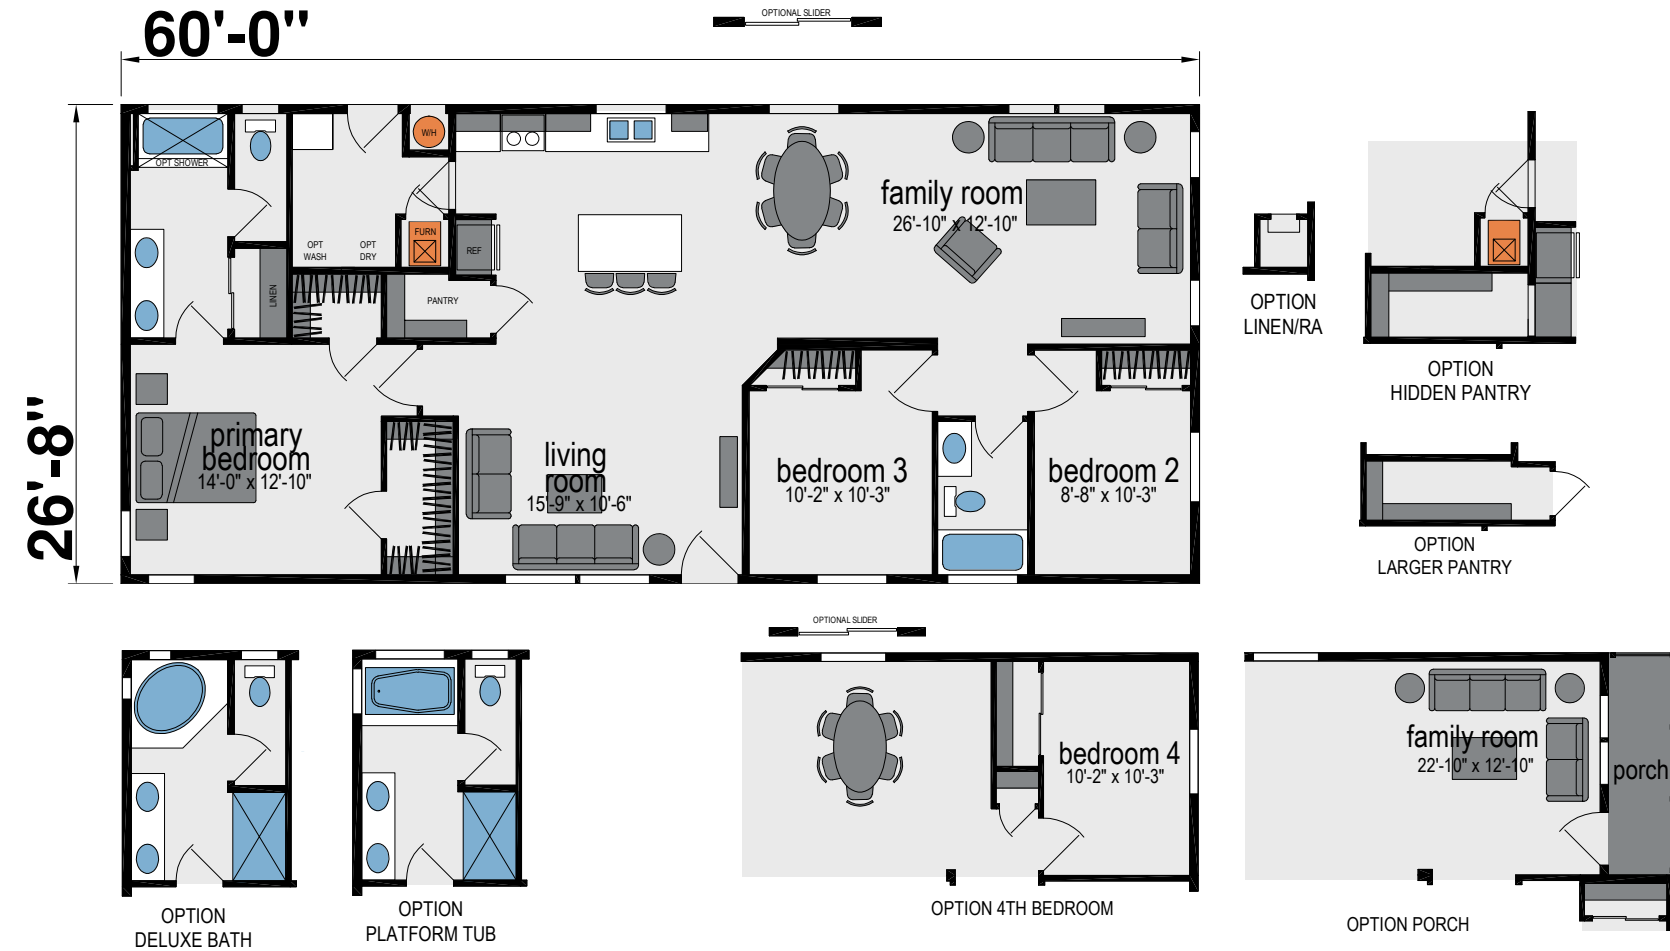 60'-0"
OPTIONAL SLIDER
26'-8"
OPT SHOWER
W/H
family room
26'-10" x 12'-10"
FURN
REF
OPT
WASH
OPT
DRY
LINEN
PANTRY
primary
bedroom
14'-0" x 12'-10"
living
room
15'-9" x 10'-6"
bedroom 3
10'-2" x 10'-3"
bedroom 2
8'-8" x 10'-3"
OPTION
LINEN/RA
OPTION
HIDDEN PANTRY
OPTION
LARGER PANTRY
OPTION
DELUXE BATH
OPTION
PLATFORM TUB
OPTIONAL SLIDER
bedroom 4
10'-2" x 10'-3"
OPTION 4TH BEDROOM
family room
22'-10" x 12'-10"
porch
OPTION PORCH